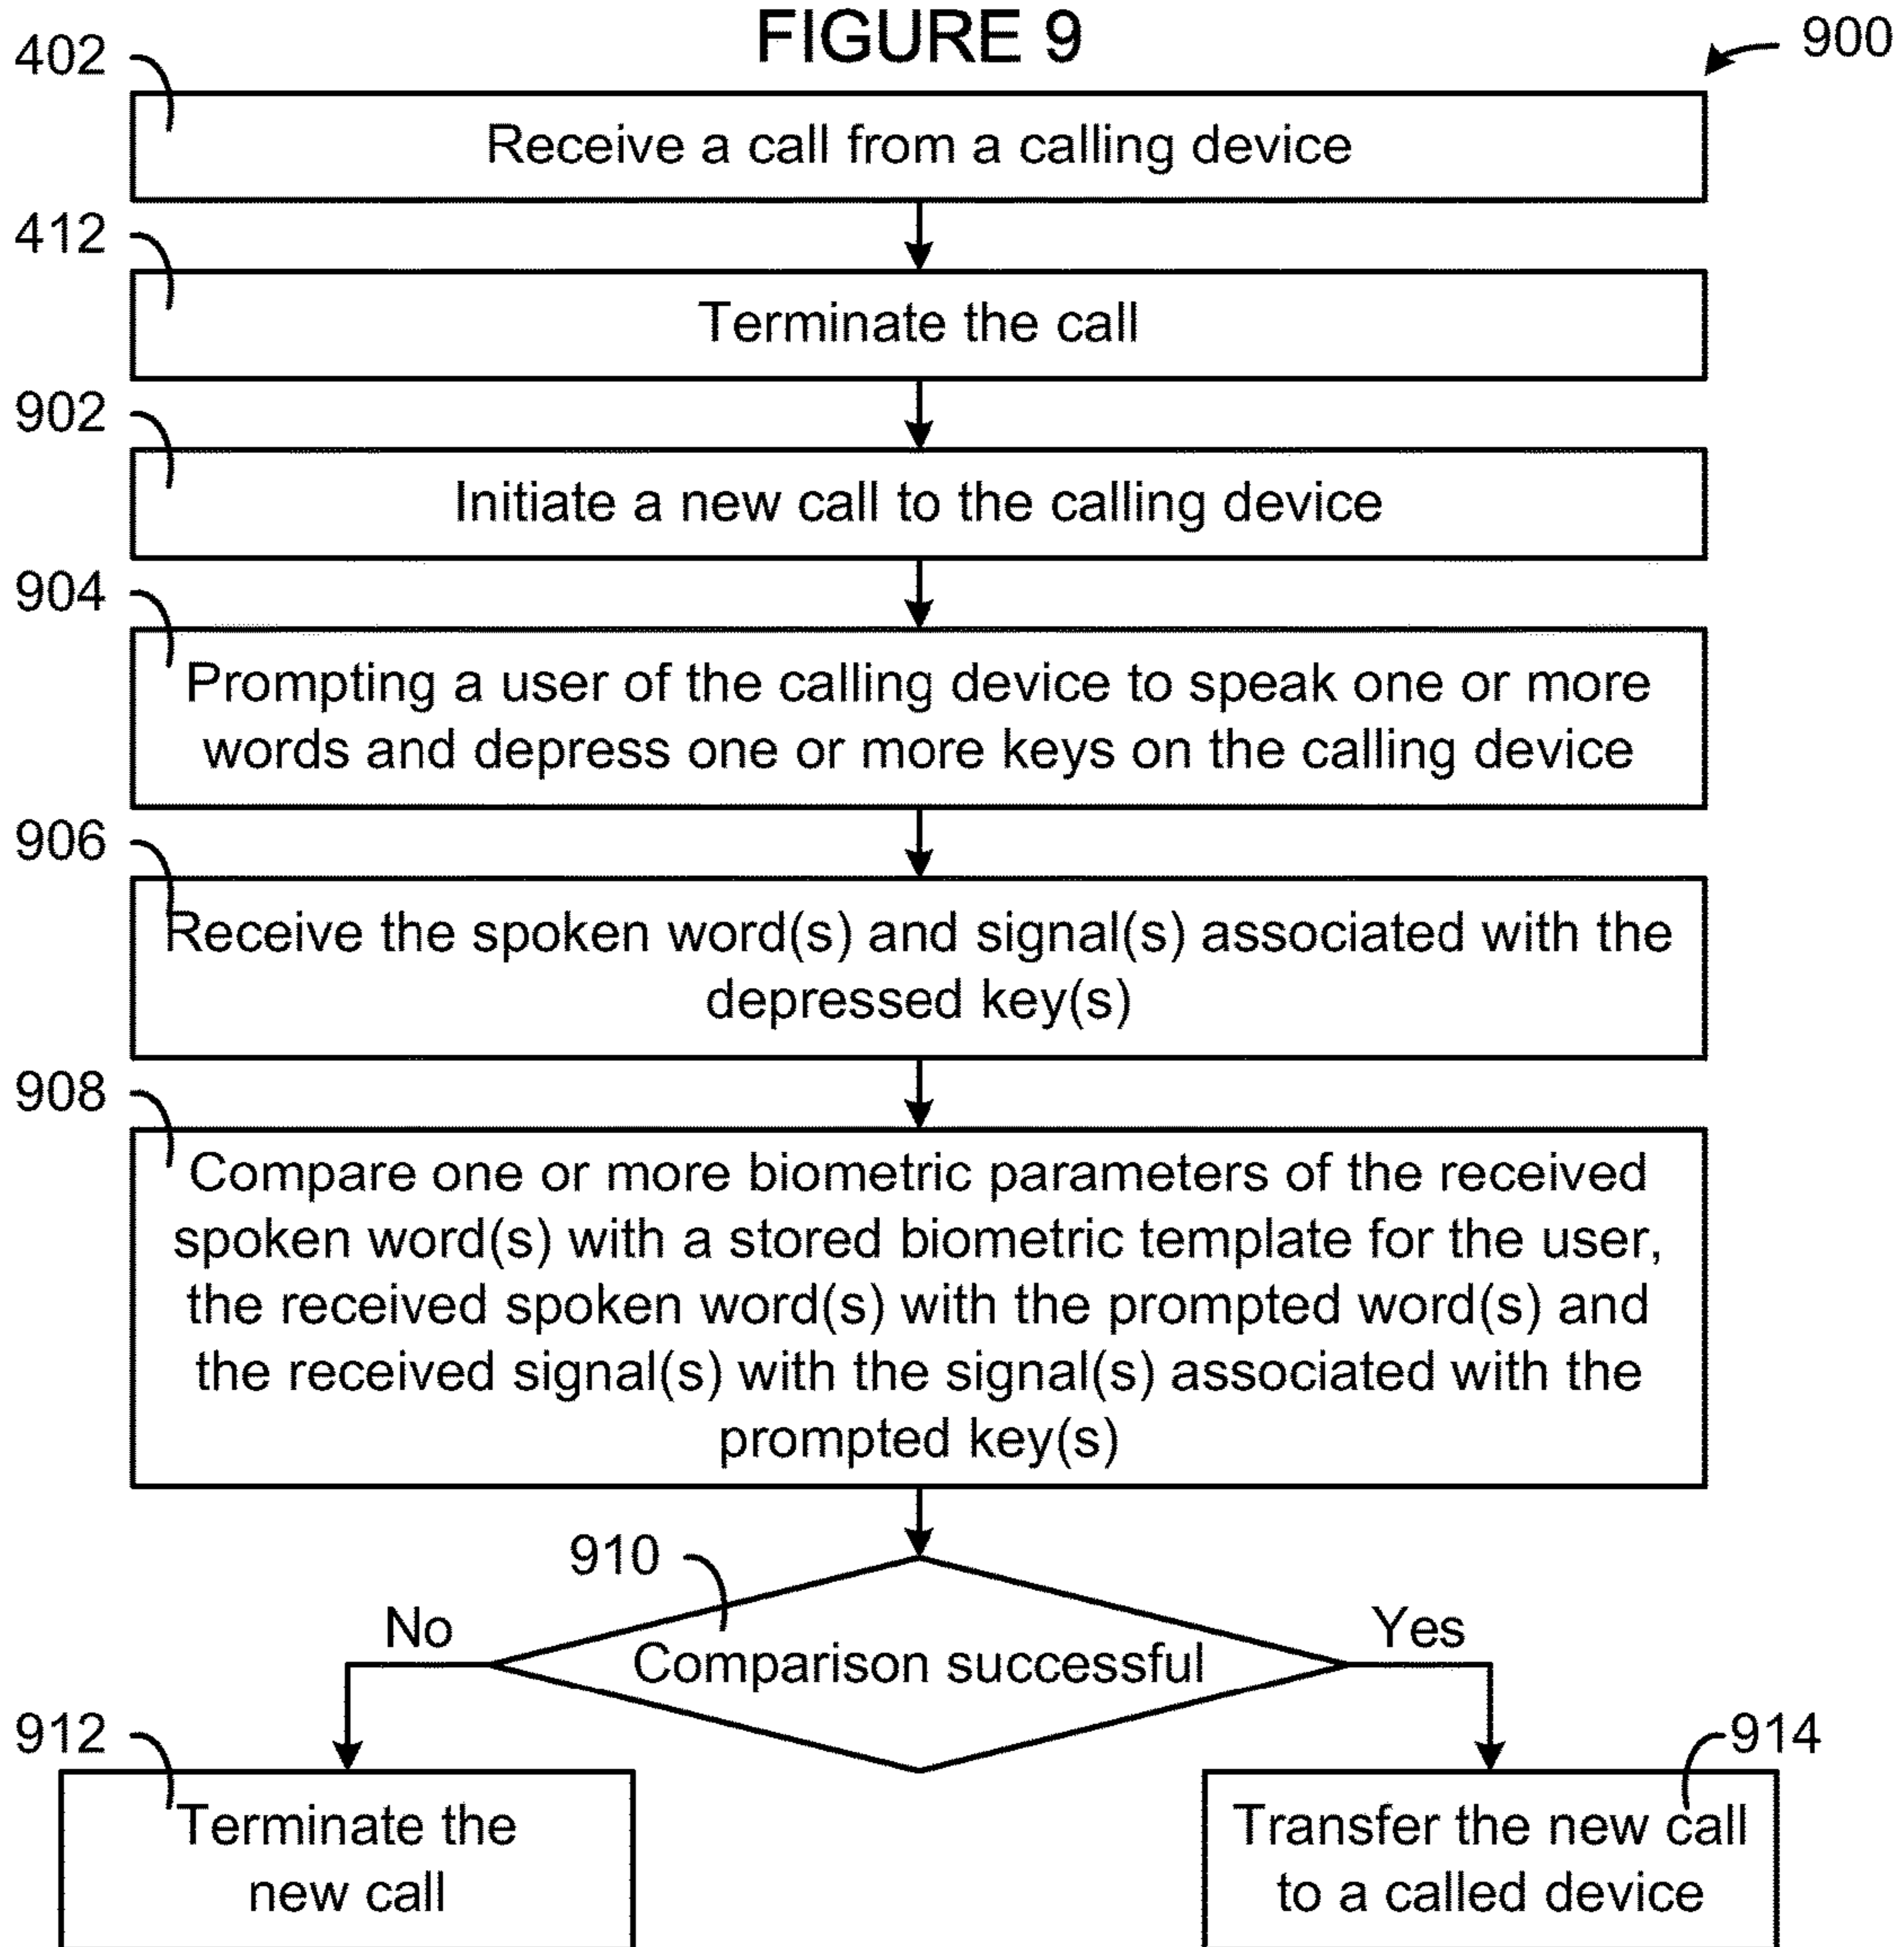 FIGURE 9
900
402
Receive a call from a calling device
412
Terminate the call
902
Initiate a new call to the calling device
904
Prompting a user of the calling device to speak one or more
words and depress one or more keys on the calling device
906
Receive the spoken word(s) and signal(s) associated with the
depressed key(s)
908
Compare one or more biometric parameters of the received
spoken word(s) with a stored biometric template for the user,
the received spoken word(s) with the prompted word(s) and
the received signal(s) with the signal(s) associated with the
prompted key(s)
910
No
Comparison successful
Yes
912
Terminate the
new call
914
Transfer the new call
to a called device